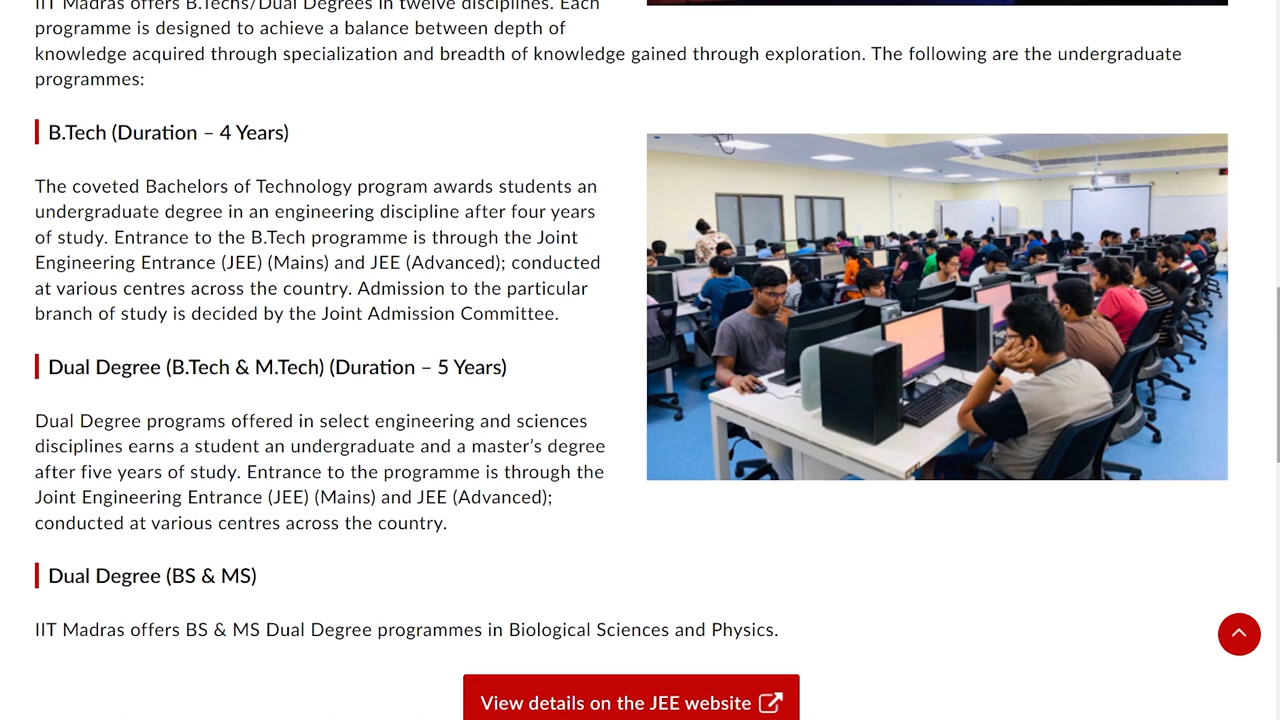 IIT Madras offers B.Techs/Dual Degrees in twelve disciplines. Each
programme is designed to achieve a balance between depth of
knowledge acquired through specialization and breadth of knowledge gained through exploration. The following are the undergraduate
programmes:
B.Tech (Duration – 4 Years)
The coveted Bachelors of Technology program awards students an
undergraduate degree in an engineering discipline after four years
of study. Entrance to the B.Tech programme is through the Joint
Engineering Entrance (JEE) (Mains) and JEE (Advanced); conducted
at various centres across the country. Admission to the particular
branch of study is decided by the Joint Admission Committee.
Dual Degree (B.Tech & M.Tech) (Duration – 5 Years)
Dual Degree programs offered in select engineering and sciences
disciplines earns a student an undergraduate and a master’s degree
after five years of study. Entrance to the programme is through the
Joint Engineering Entrance (JEE) (Mains) and JEE (Advanced);
conducted at various centres across the country.
Dual Degree (BS & MS)
IIT Madras offers BS & MS Dual Degree programmes in Biological Sciences and Physics.
View details on the JEE website